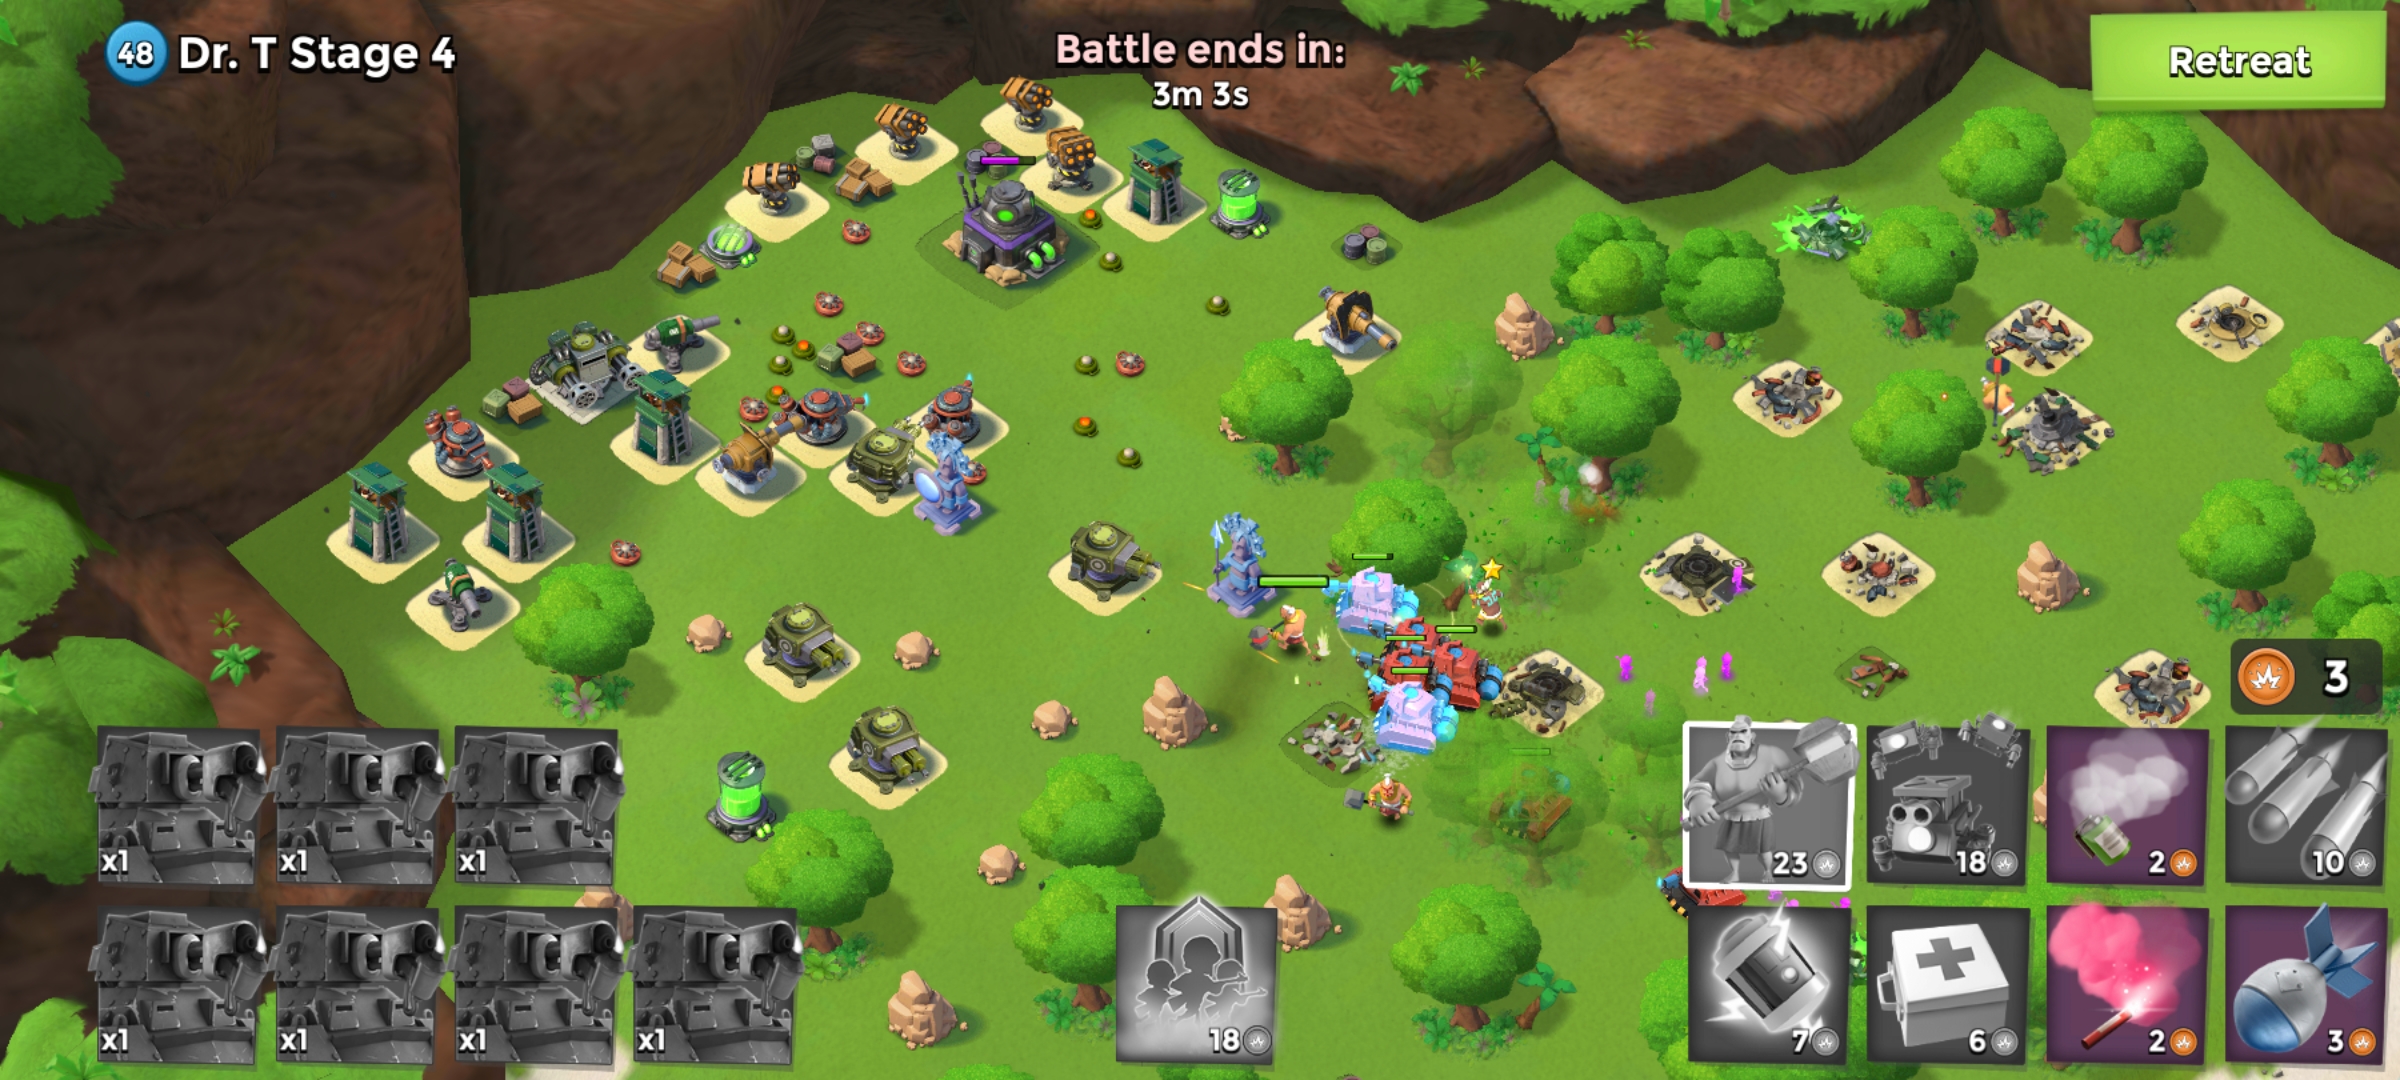 48 Dr. T Stage 4
Battle ends in:
3m 3s
Retreat
3
x1 x1 x1
23 18 2 10
x1 x1 x1 x1
18
7 6 2 3